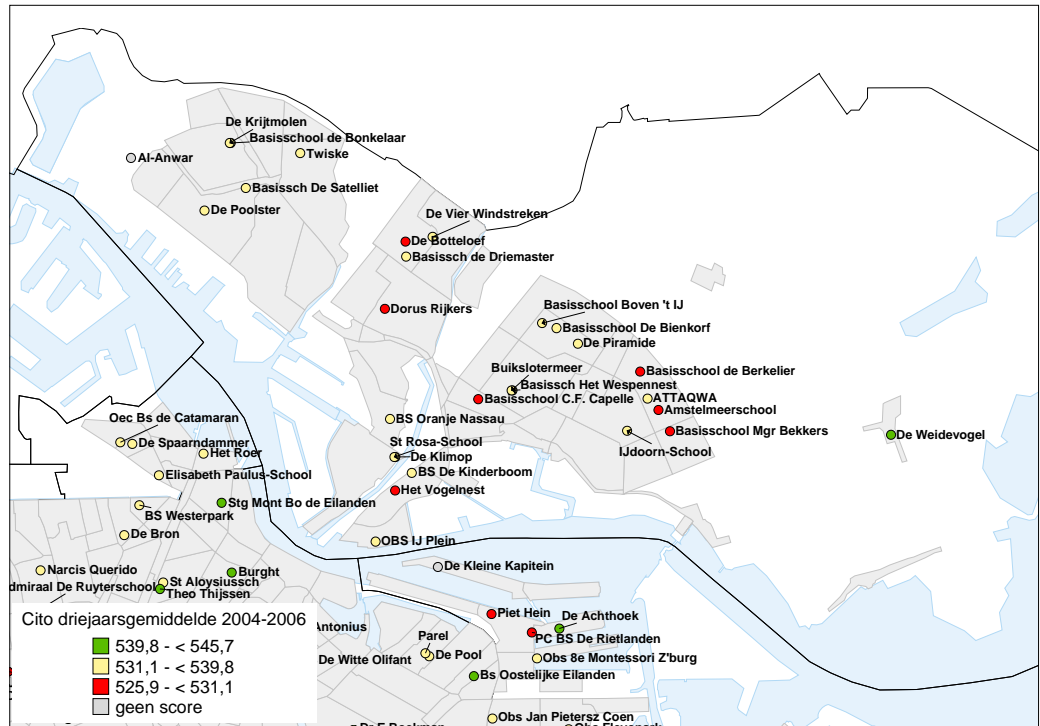 De Krijtmolen
Basisschool de Bonkelaar
Twiske
Al-Anwar
Basissch De Satelliet
De Poolster
De Vier Windstreken
De Botteloef
Basissch de Driemaster
Dorus Rijkers
Basisschool Boven 't IJ
Basisschool De Bienkorf
De Piramide
Buikslotermeer
Basisschool de Berkelier
Basissch Het Wespennest
Basisschool C.F. Capelle
ATTAQWA
Amstelmeerschool
Oec Bs de Catamaran
BS Oranje Nassau
Basisschool Mgr Bekkers
De Weidevogel
De Spaarndammer
St Rosa-School
Het Roer
De Klimop
IJdoorn-School
Elisabeth Paulus-School
BS De Kinderboom
Het Vogelnest
Stg Mont Bo de Eilanden
BS Westerpark
De Bron
OBS IJ Plein
Narcis Querido
Burght
De Kleine Kapitein
St Aloysiussch
dmiraal De Ruyterschool
Theo Thijssen
Piet Hein
De Achthoek
Cito driejaarsgemiddelde 2004-2006
539,8 - < 545,7
531,1 - < 539,8
525,9 - < 531,1
geen score
Antonius
Parel
PC BS De Rietlanden
De Witte Olifant
De Pool
Obs 8e Montessori Z'burg
Bs Oostelijke Eilanden
Obs Jan Pietersz Coen